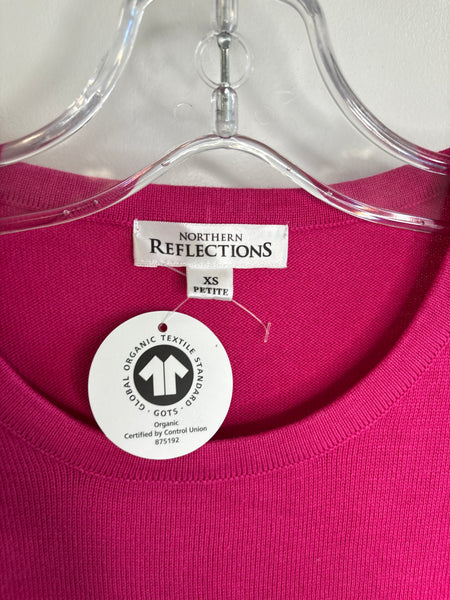 NORTHERN
REFLECTIONS
XS
PETITE
GLOBAL ORGANIC TEXTILE STANDARD
· GOTS ·
Organic
Certified by Control Union
875192